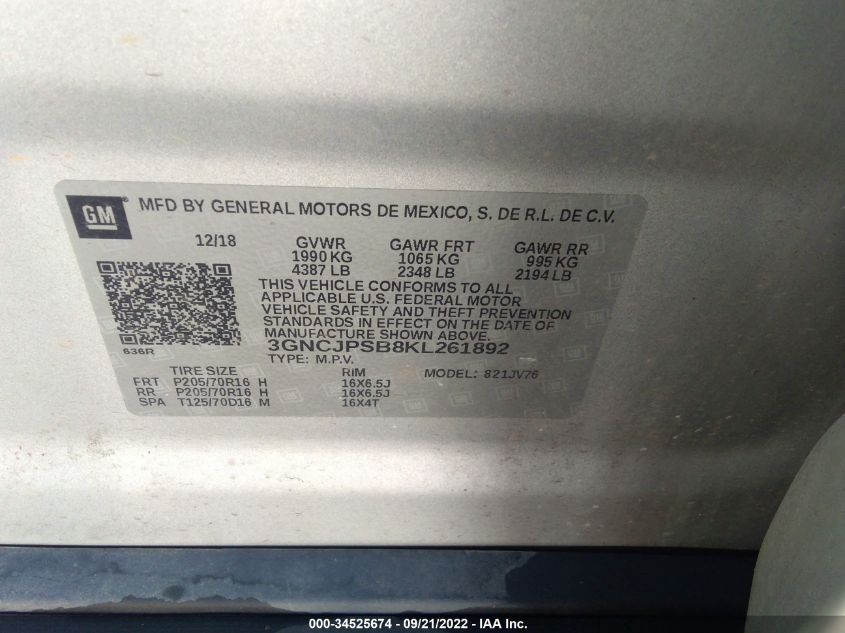 GM
MFD BY GENERAL MOTORS DE MEXICO, S. DE R.L. DE C.V.
12/18 GVWR GAWR FRT GAWR RR
1990 KG 1065 KG 995 KG
4387 LB 2348 LB 2194 LB
THIS VEHICLE CONFORMS TO ALL
APPLICABLE U.S. FEDERAL MOTOR
VEHICLE SAFETY AND THEFT PREVENTION
STANDARDS IN EFFECT ON THE DATE OF
MANUFACTURE SHOWN ABOVE.
636R 3GNCJPSB8KL261892
TYPE: M.P.V.
TIRE SIZE RIM MODEL: 821JV76
FRT P205/70R16 H 16X6.5J
RR P205/70R16 H 16X6.5J
SPA T125/70D16 M 16X4T
000-34525674 - 09/21/2022 - IAA Inc.